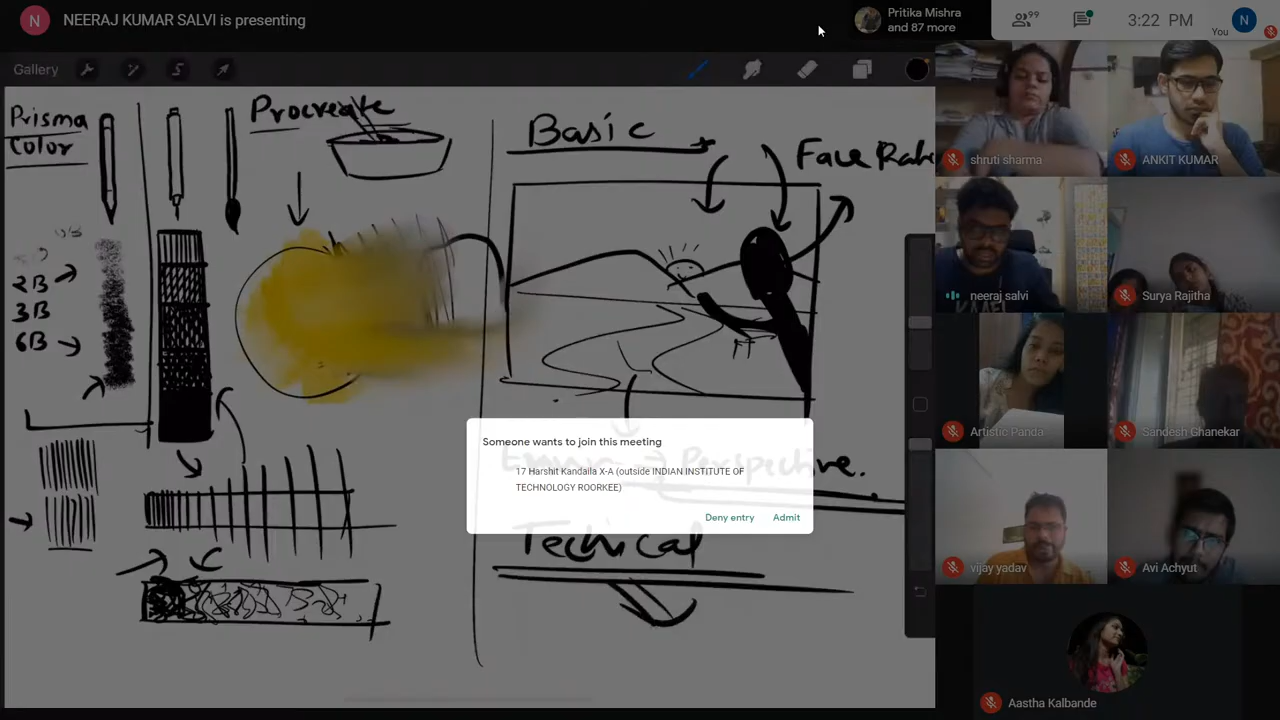 NEERAJ KUMAR SALVI is presenting
Pritika Mishra
and 87 more
99
3:22 PM
You
N
N
Gallery
Prisma
Color
Procreate
Basic
2B
3B
6B
Perspective.
Techical
Someone wants to join this meeting
17 Harshit Kandaila X-A (outside INDIAN INSTITUTE OF
TECHNOLOGY ROORKEE)
Deny entry
Admit
shruti sharma
ANKIT KUMAR
neeraj salvi
Surya Rajitha
Artistic Panda
Sandesh Ghanekar
vijay yadav
Avi Achyut
Aastha Kalbande